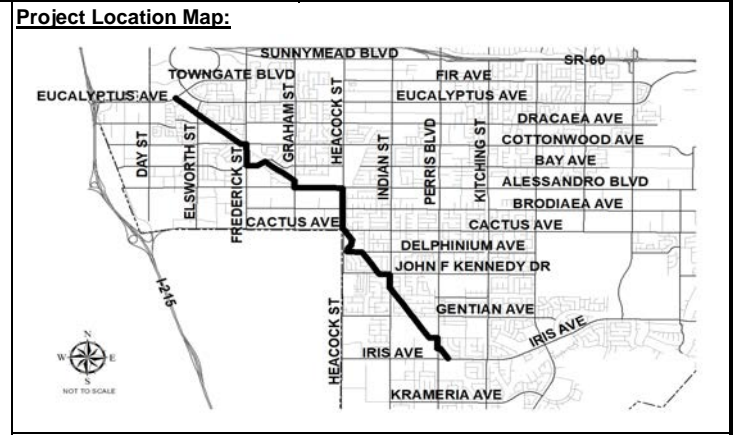 Project Location Map:
SUNNYMEAD BLVD
SR-60
TOWNGATE BLVD
FIR AVE
EUCALYPTUS AVE
EUCALYPTUS AVE
DAY ST
ELSWORTH ST
FREDERICK ST
GRAHAM ST
HEACOCK ST
INDIAN ST
PERRIS BLVD
KITCHING ST
DRACAEA AVE
COTTONWOOD AVE
BAY AVE
ALESSANDRO BLVD
BRODIAEA AVE
CACTUS AVE
CACTUS AVE
DELPHINIUM AVE
JOHN F KENNEDY DR
I-215
HEACOCK ST
GENTIAN AVE
IRIS AVE
IRIS AVE
KRAMERIA AVE
N
W E
S
NOT TO SCALE